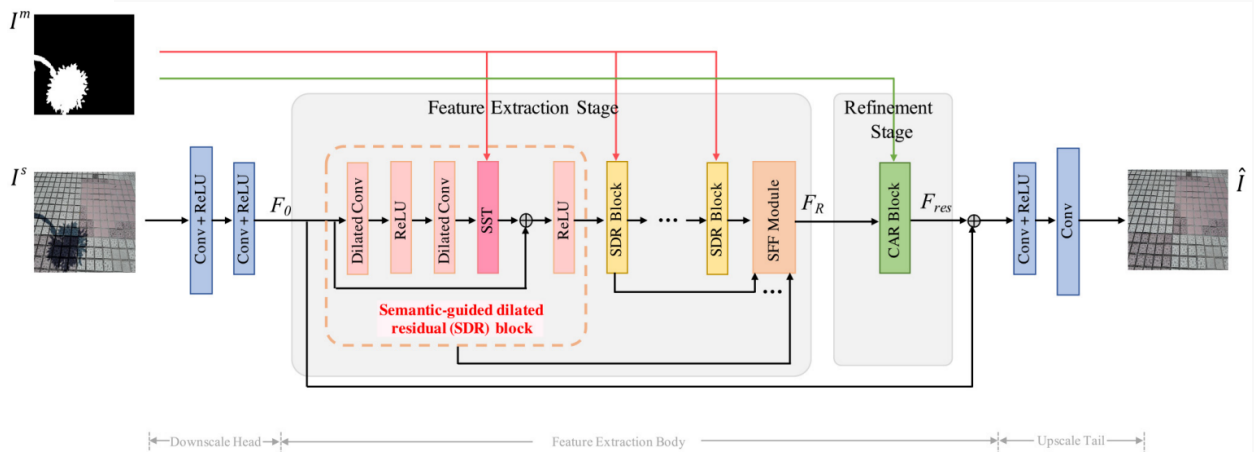 I^m
Feature Extraction Stage
Refinement
Stage
I^s
Conv + ReLU
Conv + ReLU
F_0
Dilated Conv
ReLU
Dilated Conv
SST
ReLU
SDR Block
...
SDR Block
SFF Module
F_R
CAR Block
F_res
Conv + ReLU
Conv
Î
...
Semantic-guided dilated
residual (SDR) block
Downscale Head
Feature Extraction Body
Upscale Tail